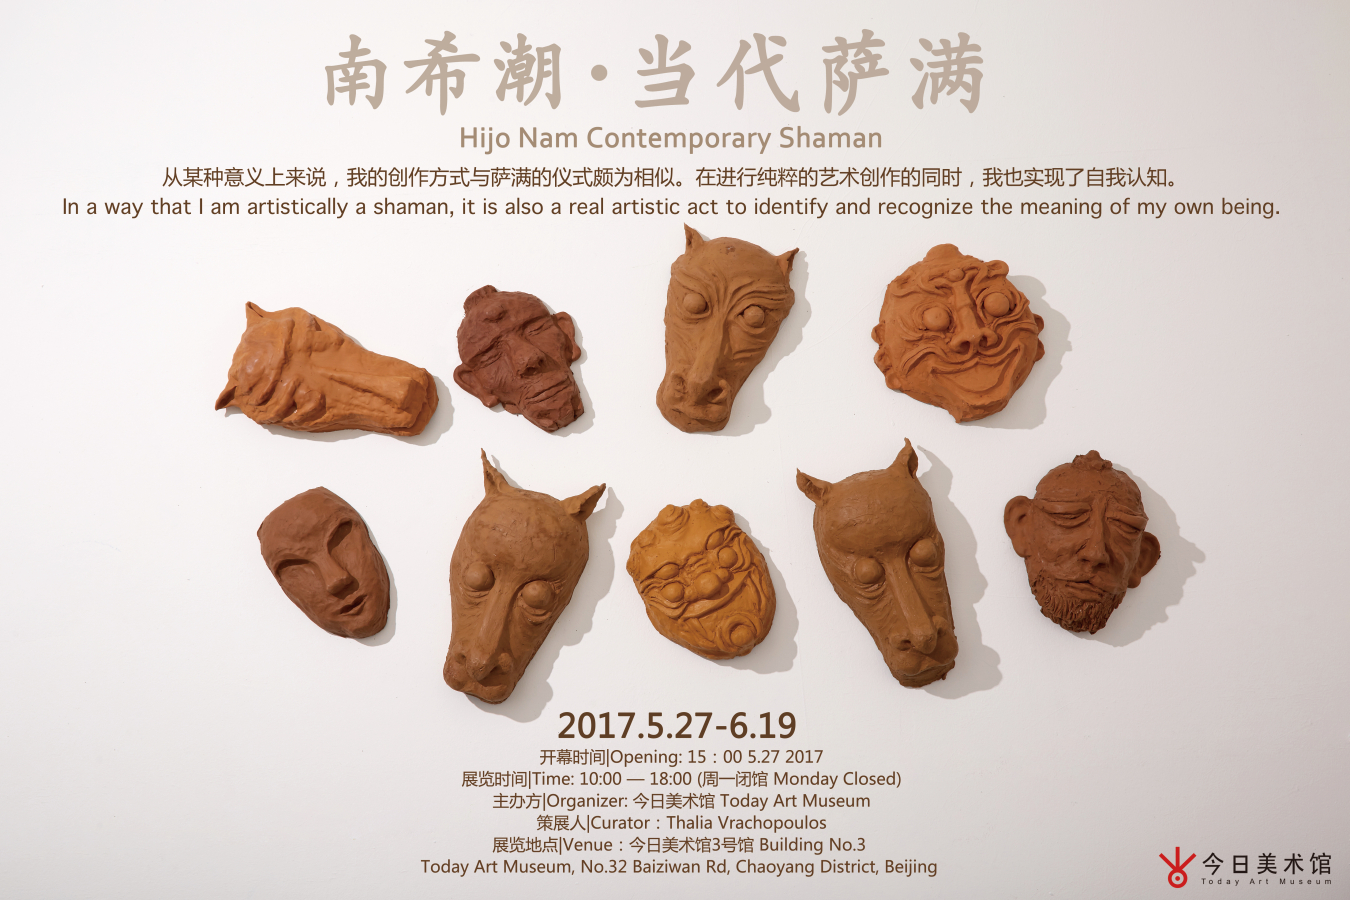 南希潮·当代萨满
Hijo Nam Contemporary Shaman
从某种意义上来说，我的创作方式与萨满的仪式颇为相似。在进行纯粹的艺术创作的同时，我也实现了自我认知。
In a way that I am artistically a shaman, it is also a real artistic act to identify and recognize the meaning of my own being.
2017.5.27-6.19
开幕时间|Opening: 15：00 5.27 2017
展览时间|Time: 10:00 — 18:00 (周一闭馆 Monday Closed)
主办方|Organizer: 今日美术馆 Today Art Museum
策展人|Curator：Thalia Vrachopoulos
展览地点|Venue：今日美术馆3号馆 Building No.3
Today Art Museum, No.32 Baiziwan Rd, Chaoyang District, Beijing
今日美术馆
Today Art Museum